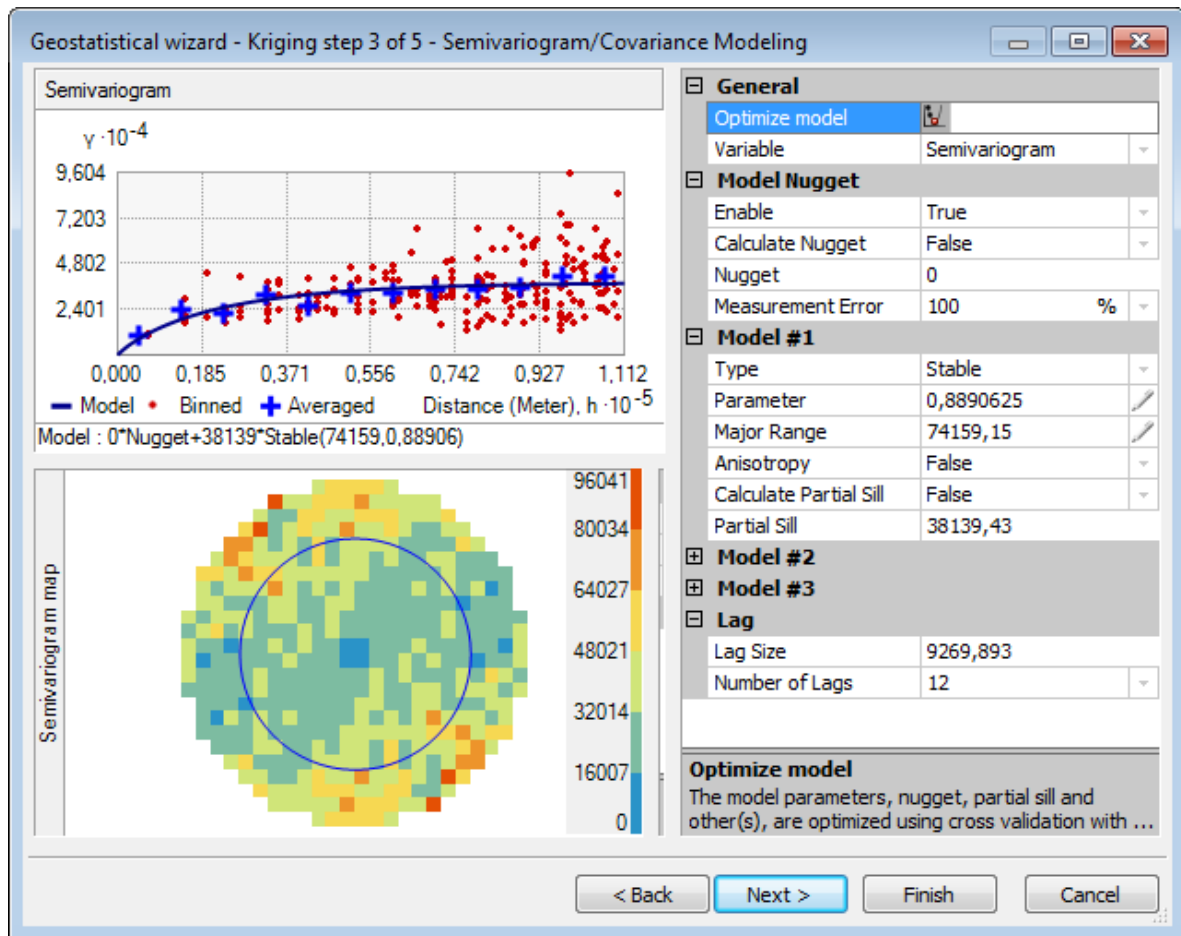 Geostatistical wizard - Kriging step 3 of 5 - Semivariogram/Covariance Modeling
Semivariogram
γ ·10⁻⁴
9,604
7,203
4,802
2,401
0,000 0,185 0,371 0,556 0,742 0,927 1,112
Model Binned Averaged Distance (Meter), h ·10⁻⁵
Model : 0*Nugget+38139*Stable(74159,0,88906)
Semivariogram map
96041
80034
64027
48021
32014
16007
0
General
Optimize model
Variable Semivariogram
Model Nugget
Enable True
Calculate Nugget False
Nugget 0
Measurement Error 100 %
Model #1
Type Stable
Parameter 0,8890625
Major Range 74159,15
Anisotropy False
Calculate Partial Sill False
Partial Sill 38139,43
Model #2
Model #3
Lag
Lag Size 9269,893
Number of Lags 12
Optimize model
The model parameters, nugget, partial sill and
other(s), are optimized using cross validation with ...
< Back Next > Finish Cancel